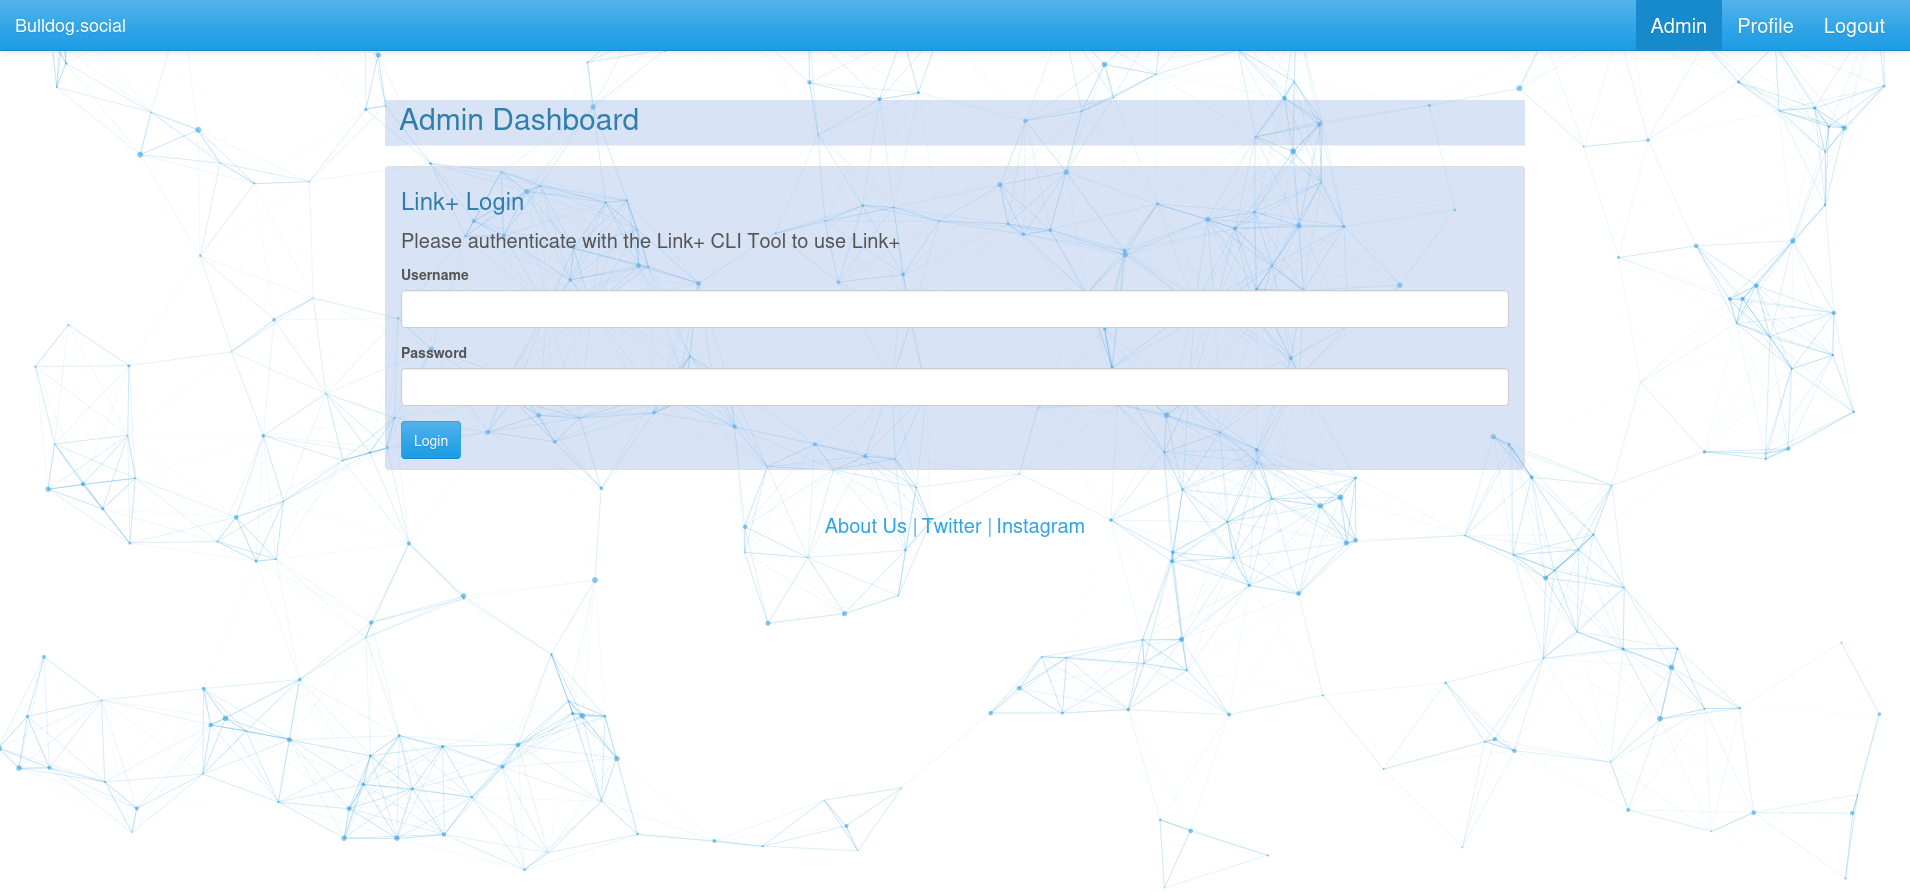 Bulldog.social Admin Profile Logout
Admin Dashboard
Link+ Login
Please authenticate with the Link+ CLI Tool to use Link+
Username
Password
Login
About Us | Twitter | Instagram